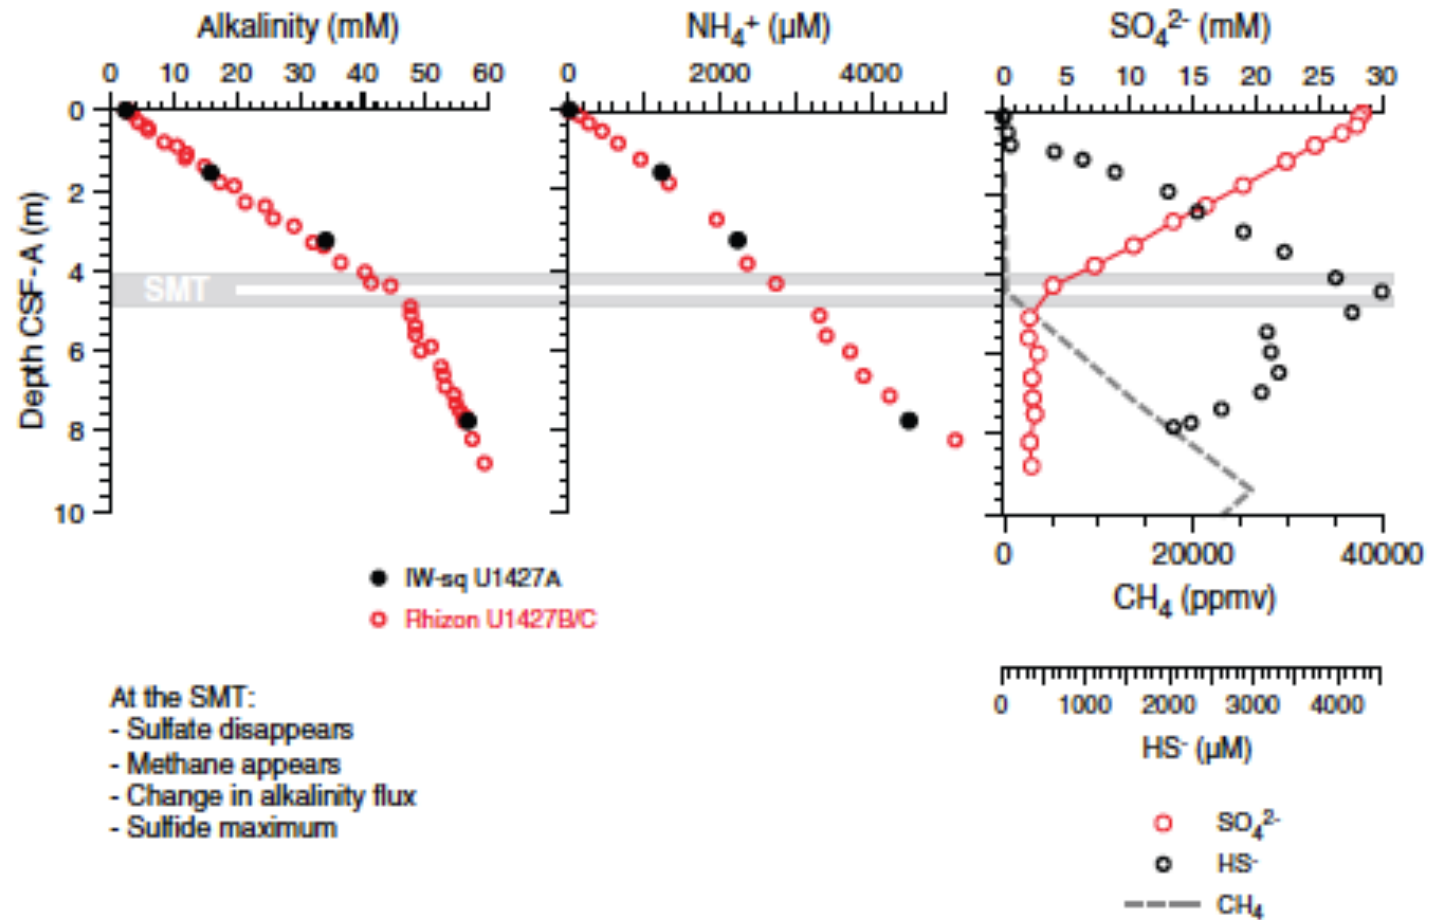 Alkalinity (mM) NH₄⁺ (µM) SO₄²⁻ (mM)
0 10 20 30 40 50 60 0 2000 4000 0 5 10 15 20 25 30
Depth CSF-A (m)
0
2
4
SMT
6
8
10
0 20000 40000
CH₄ (ppmv)
IW-sq U1427A
Rhizon U1427B/C
0 1000 2000 3000 4000
HS⁻ (µM)
At the SMT:
- Sulfate disappears
- Methane appears
- Change in alkalinity flux
- Sulfide maximum
SO₄²⁻
HS⁻
CH₄